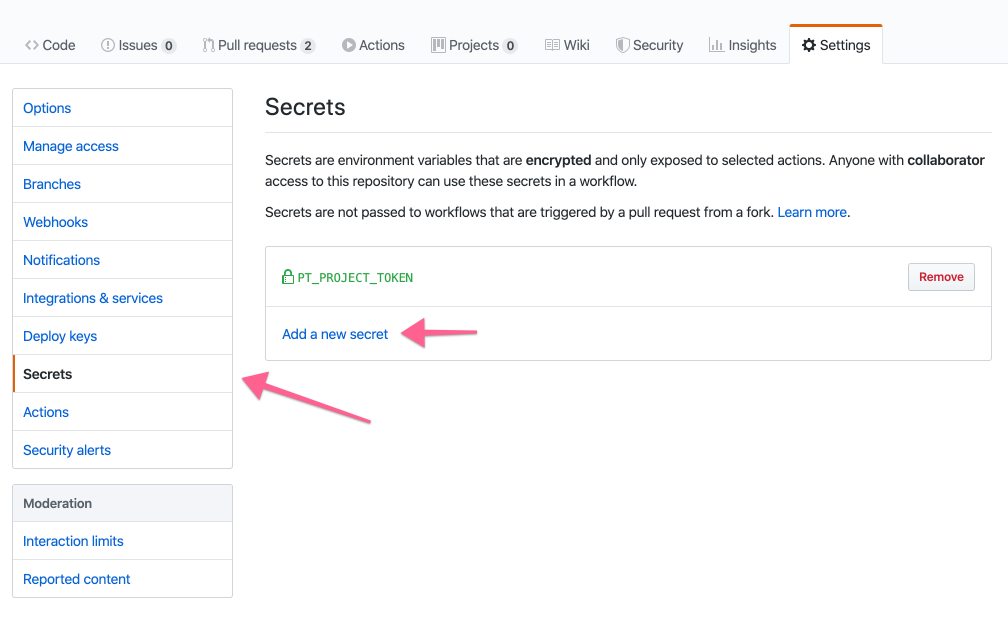 Code Issues 0 Pull requests 2 Actions Projects 0 Wiki Security Insights Settings
Options
Manage access
Branches
Webhooks
Notifications
Integrations & services
Deploy keys
Secrets
Actions
Security alerts
Moderation
Interaction limits
Reported content
Secrets
Secrets are environment variables that are encrypted and only exposed to selected actions. Anyone with collaborator
access to this repository can use these secrets in a workflow.
Secrets are not passed to workflows that are triggered by a pull request from a fork. Learn more.
PT_PROJECT_TOKEN Remove
Add a new secret